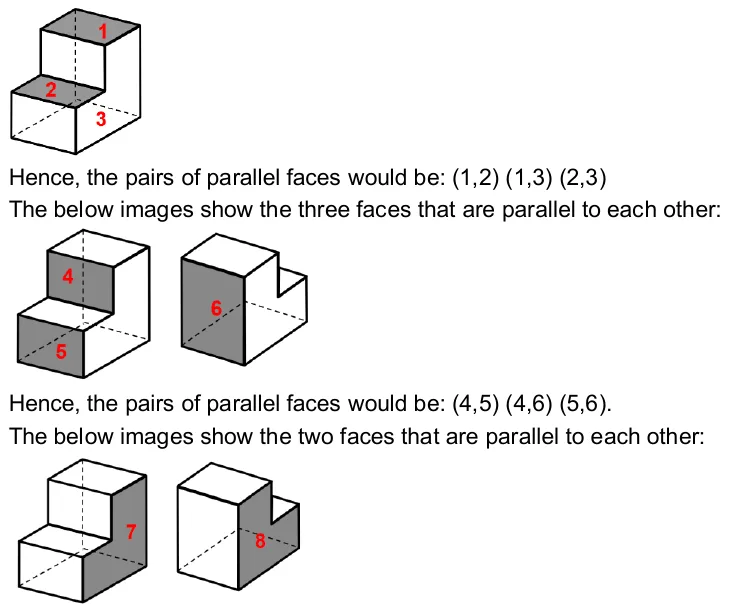 1
2
3
Hence, the pairs of parallel faces would be: (1,2) (1,3) (2,3)
The below images show the three faces that are parallel to each other:
4
6
5
Hence, the pairs of parallel faces would be: (4,5) (4,6) (5,6).
The below images show the two faces that are parallel to each other:
7
8